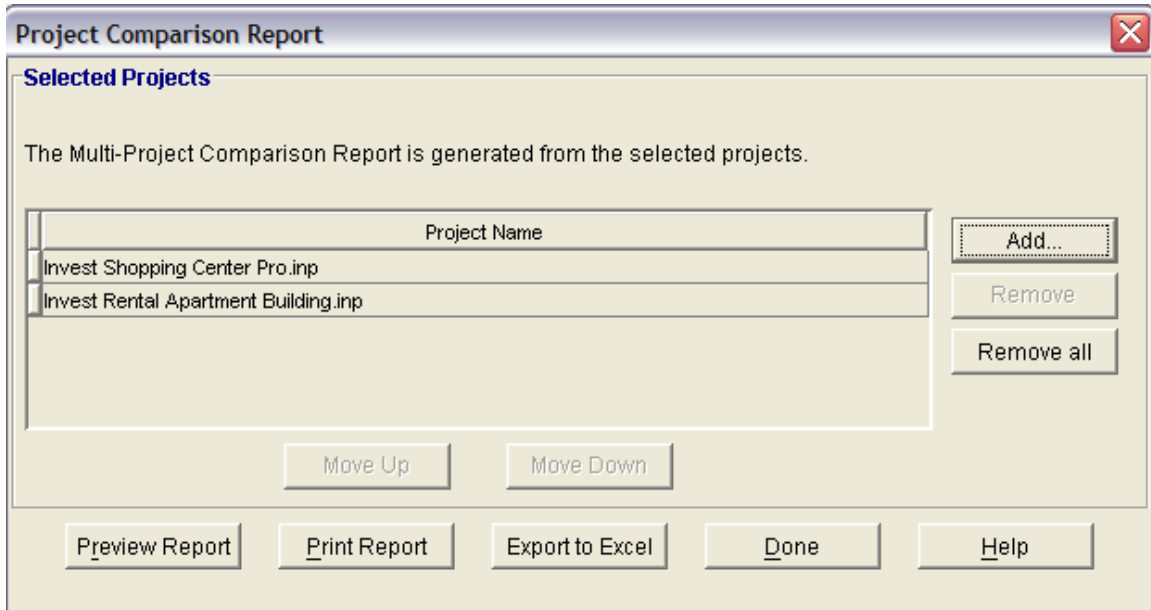 Project Comparison Report
Selected Projects
The Multi-Project Comparison Report is generated from the selected projects.
Project Name
Add...
Invest Shopping Center Pro.inp
Invest Rental Apartment Building.inp
Remove
Remove all
Move Up Move Down
Preview Report Print Report Export to Excel Done Help